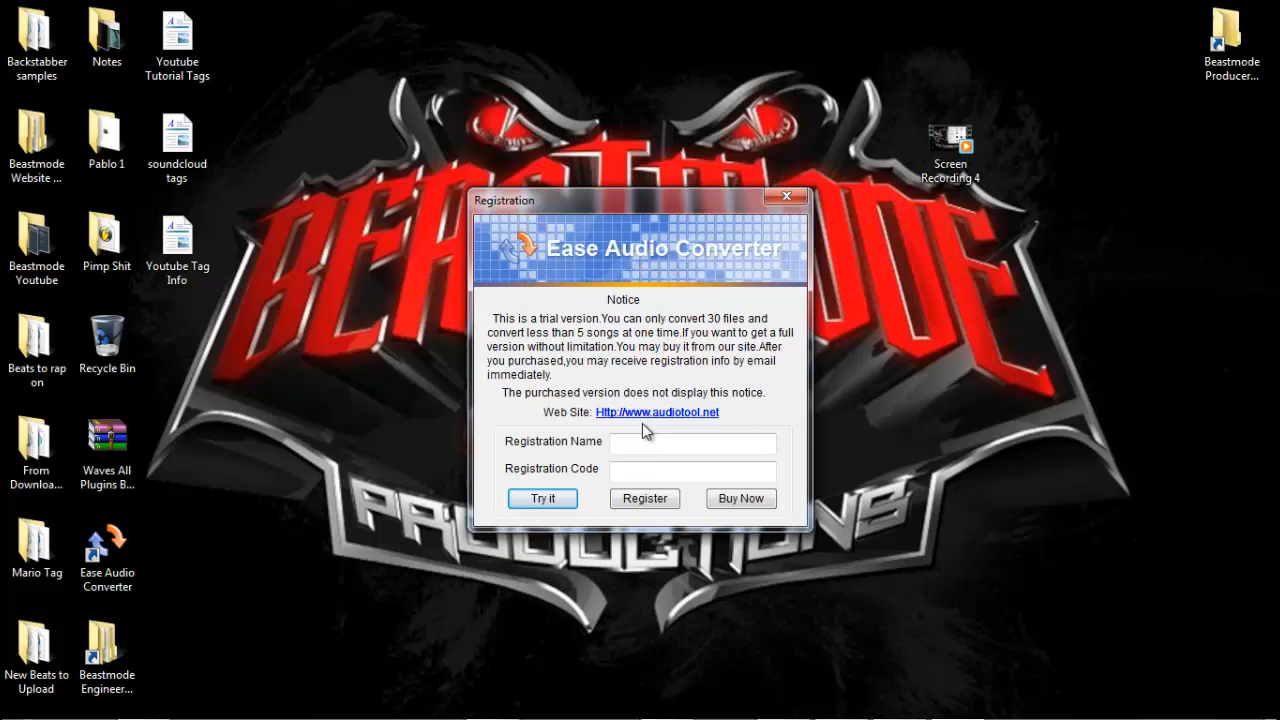 Backstabber
samples
Notes
Youtube
Tutorial Tags
Beastmode
Producer...
Beastmode
Website ...
Pablo 1
soundcloud
tags
Screen
Recording 4
Beastmode
Youtube
Pimp Shit
Youtube Tag
Info
Beats to rap
on
Recycle Bin
From
Downloa...
Waves All
Plugins B...
Mario Tag
Ease Audio
Converter
New Beats to
Upload
Beastmode
Engineer...
BEASTMODE
PRODUCTIONS
Registration
Ease Audio Converter
Notice
This is a trial version.You can only convert 30 files and
convert less than 5 songs at one time.If you want to get a full
version without limitation.You may buy it from our site.After
you purchased,you may receive registration info by email
immediately.
The purchased version does not display this notice.
Web Site: Http://www.audiotool.net
Registration Name
Registration Code
Try it
Register
Buy Now